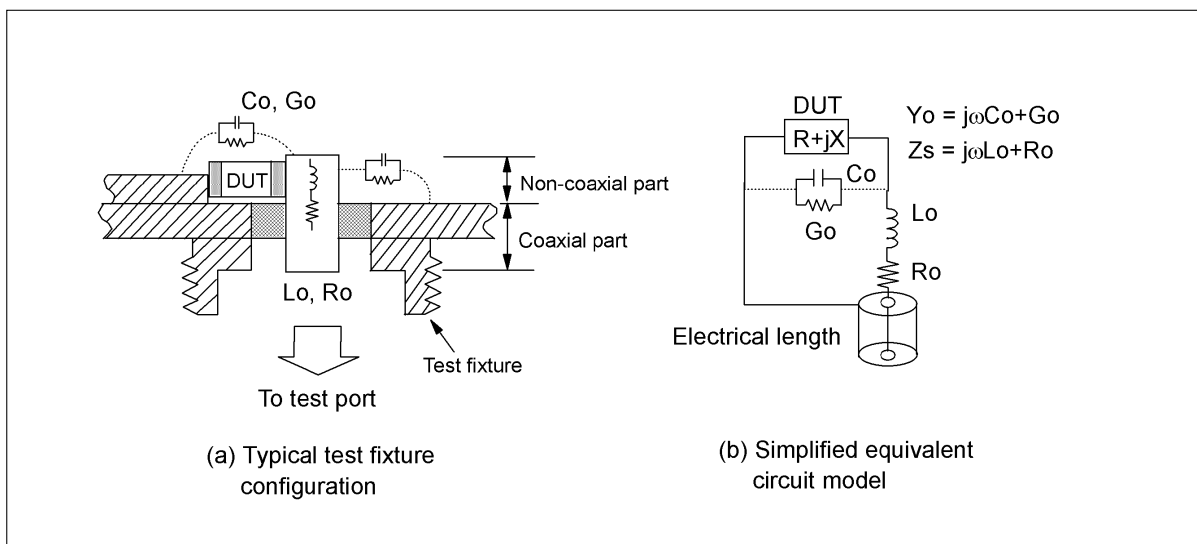 Co, Go
DUT
Non-coaxial part
Coaxial part
Lo, Ro
Test fixture
To test port
(a) Typical test fixture
configuration
DUT
R+jX
Yo = jωCo+Go
Zs = jωLo+Ro
Co
Go
Lo
Ro
Electrical length
(b) Simplified equivalent
circuit model